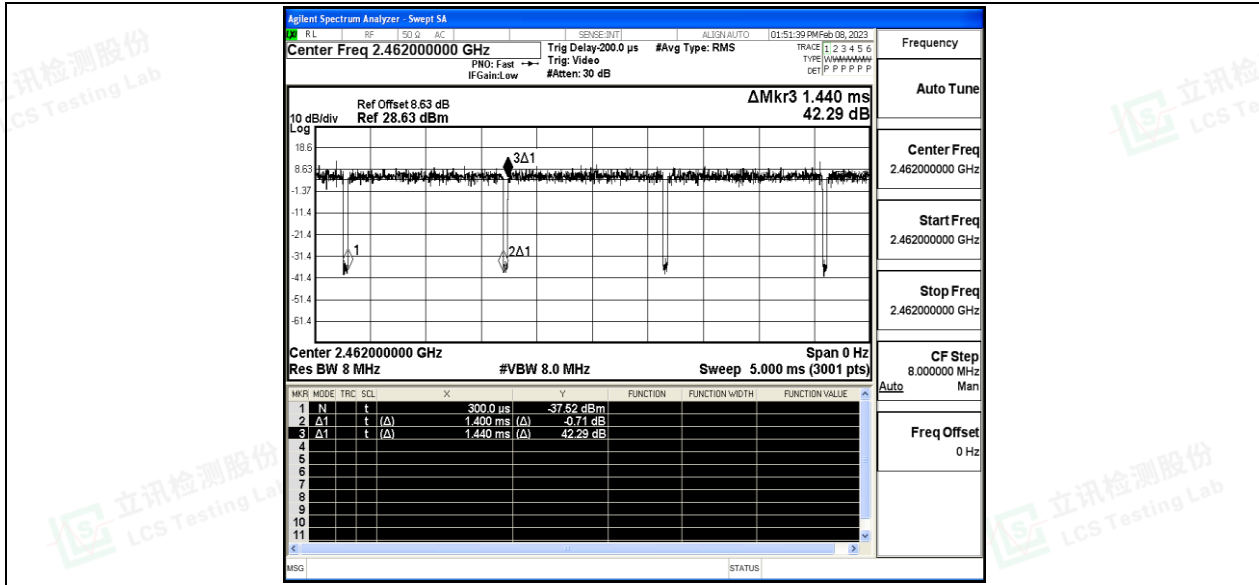 Agilent Spectrum Analyzer - Swept SA
RL RF 50 Ω AC SENSE:INT ALIGN AUTO 01:51:39 PM Feb 08, 2023
Center Freq 2.462000000 GHz
PNO: Fast
IFGain:Low
Trig Delay-200.0 µs
Trig: Video
#Atten: 30 dB
#Avg Type: RMS
TRACE 1 2 3 4 5 6
TYPE
DET P P P P P P
Frequency
Auto Tune
Center Freq
2.462000000 GHz
Start Freq
2.462000000 GHz
Stop Freq
2.462000000 GHz
CF Step
8.000000 MHz
Auto Man
Freq Offset
0 Hz
ΔMkr3 1.440 ms
42.29 dB
Ref Offset 8.63 dB
10 dB/div Ref 28.63 dBm
Log
18.6
8.63
-1.37
-11.4
-21.4
-31.4
-41.4
-51.4
-61.4
3Δ1
1
2Δ1
Center 2.462000000 GHz Span 0 Hz
Res BW 8 MHz #VBW 8.0 MHz Sweep 5.000 ms (3001 pts)
MKR MODE TRC SCL X Y FUNCTION FUNCTION WIDTH FUNCTION VALUE
1 N t 300.0 µs -37.52 dBm
2 Δ1 t (Δ) 1.400 ms (Δ) -0.71 dB
3 Δ1 t (Δ) 1.440 ms (Δ) 42.29 dB
4
5
6
7
8
9
10
11
MSG STATUS
立讯检测股份
LCS Testing Lab
立讯检测股份
LCS Testing Lab
立讯检
LCS Te
立讯检测股份
LCS Testing Lab